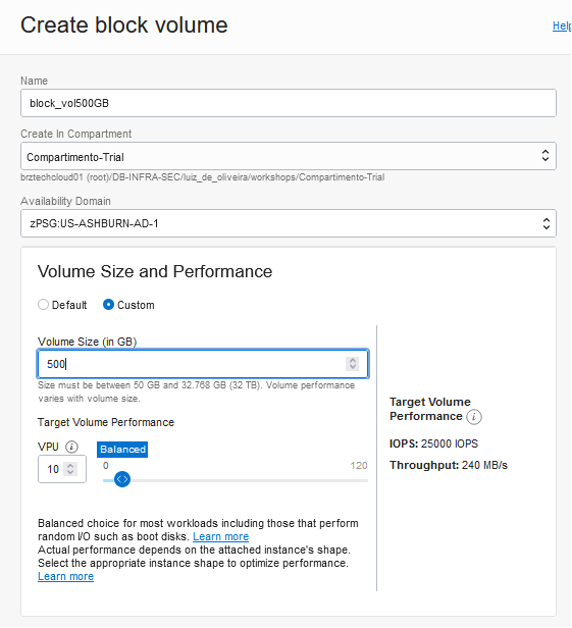 Create block volume
Help
Name
block_vol500GB
Create In Compartment
Compartimento-Trial
brztechcloud01 (root)/DB-INFRA-SEC/luiz_de_oliveira/workshops/Compartimento-Trial
Availability Domain
zPSG:US-ASHBURN-AD-1
Volume Size and Performance
Default
Custom
Volume Size (in GB)
500
Size must be between 50 GB and 32.768 GB (32 TB). Volume performance
varies with volume size.
Target Volume Performance
VPU
10
Balanced
0
120
Balanced choice for most workloads including those that perform
random I/O such as boot disks. Learn more
Actual performance depends on the attached instance's shape.
Select the appropriate instance shape to optimize performance.
Learn more
Target Volume
Performance
IOPS: 25000 IOPS
Throughput: 240 MB/s